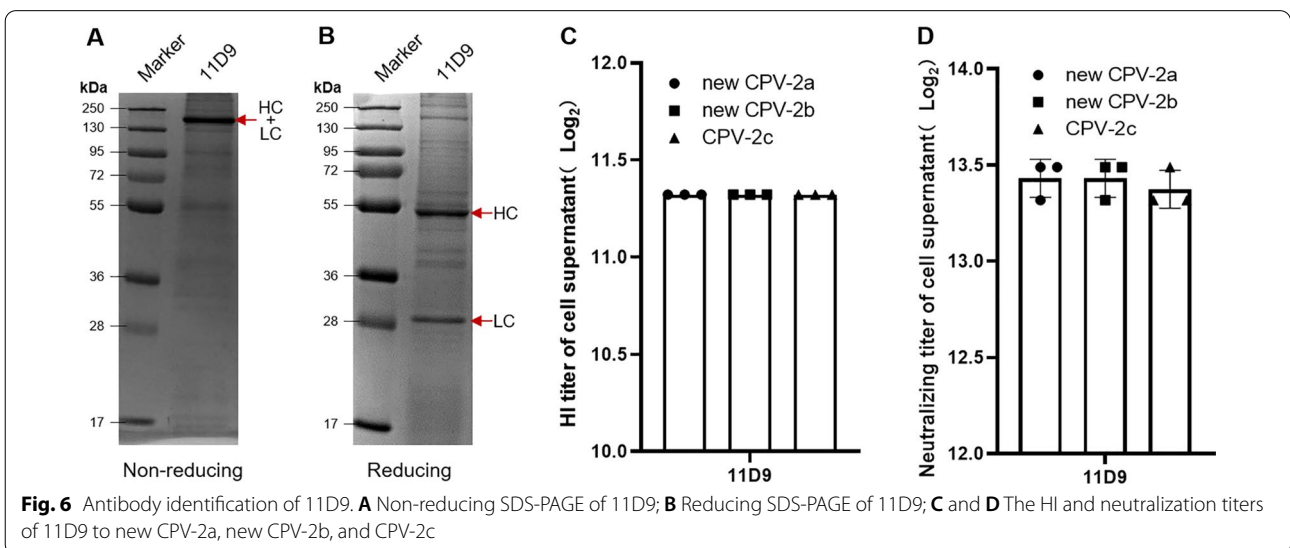 A
Marker
11D9
kDa
250
130
95
72
55
36
28
17
HC
+
LC
Non-reducing
B
Marker
11D9
kDa
250
130
95
72
55
36
28
17
HC
LC
Reducing
C
HI titer of cell supernatant( Log2)
12.0
11.5
11.0
10.5
10.0
new CPV-2a
new CPV-2b
CPV-2c
11D9
D
Neutralizing titer of cell supernatant( Log2)
14.0
13.5
13.0
12.5
12.0
new CPV-2a
new CPV-2b
CPV-2c
11D9
Fig. 6 Antibody identification of 11D9. A Non-reducing SDS-PAGE of 11D9; B Reducing SDS-PAGE of 11D9; C and D The HI and neutralization titers
of 11D9 to new CPV-2a, new CPV-2b, and CPV-2c